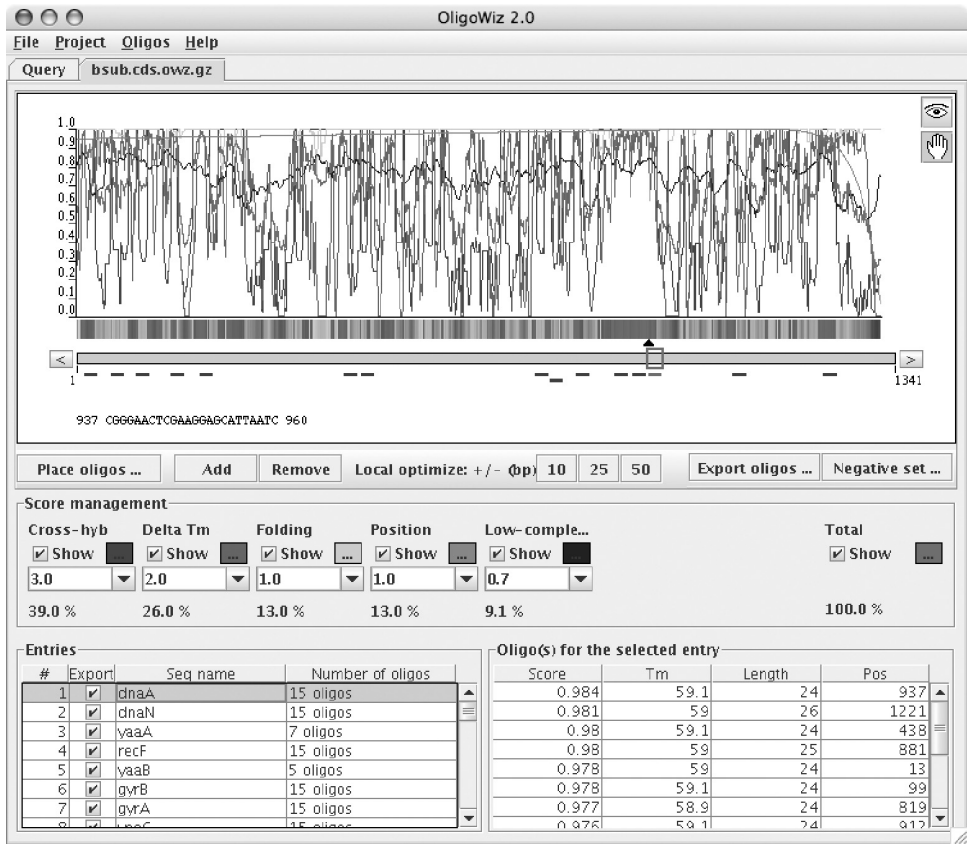 OligoWiz 2.0
File Project Oligos Help
Query bsub.cds.owz.gz
1.0
0.9
0.8
0.7
0.6
0.5
0.4
0.3
0.2
0.1
0.0
< >
1 1341
937 CGGGAACTCGAAGGAGCATTAATC 960
Place oligos ... Add Remove Local optimize: +/- (bp) 10 25 50 Export oligos ... Negative set ...
Score management
Cross-hyb Delta Tm Folding Position Low-comple... Total
Show ... Show ... Show ... Show ... Show ... Show ...
3.0 2.0 1.0 1.0 0.7
39.0 % 26.0 % 13.0 % 13.0 % 9.1 % 100.0 %
Entries
# Export Seq name Number of oligos
1 dnaA 15 oligos
2 dnaN 15 oligos
3 yaaA 7 oligos
4 recF 15 oligos
5 yaaB 5 oligos
6 gyrB 15 oligos
7 gyrA 15 oligos
8 15 oligos
Oligo(s) for the selected entry
Score Tm Length Pos
0.984 59.1 24 937
0.981 59 26 1221
0.98 59.1 24 438
0.98 59 25 881
0.978 59 24 13
0.978 59.1 24 99
0.977 58.9 24 819
0.976 59.1 24 912